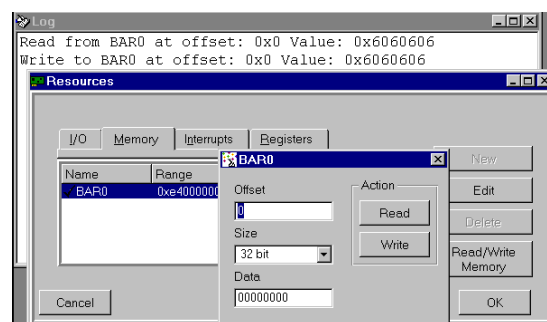 Log
Read from BAR0 at offset: 0x0 Value: 0x6060606
Write to BAR0 at offset: 0x0 Value: 0x6060606
Resources
I/O Memory Interrupts Registers
BAR0
New
Name Range
BAR0 0xe4000000
Offset
Action
Edit
0
Read
Delete
Size
32 bit
Write
Read/Write
Memory
Data
00000000
Cancel
OK